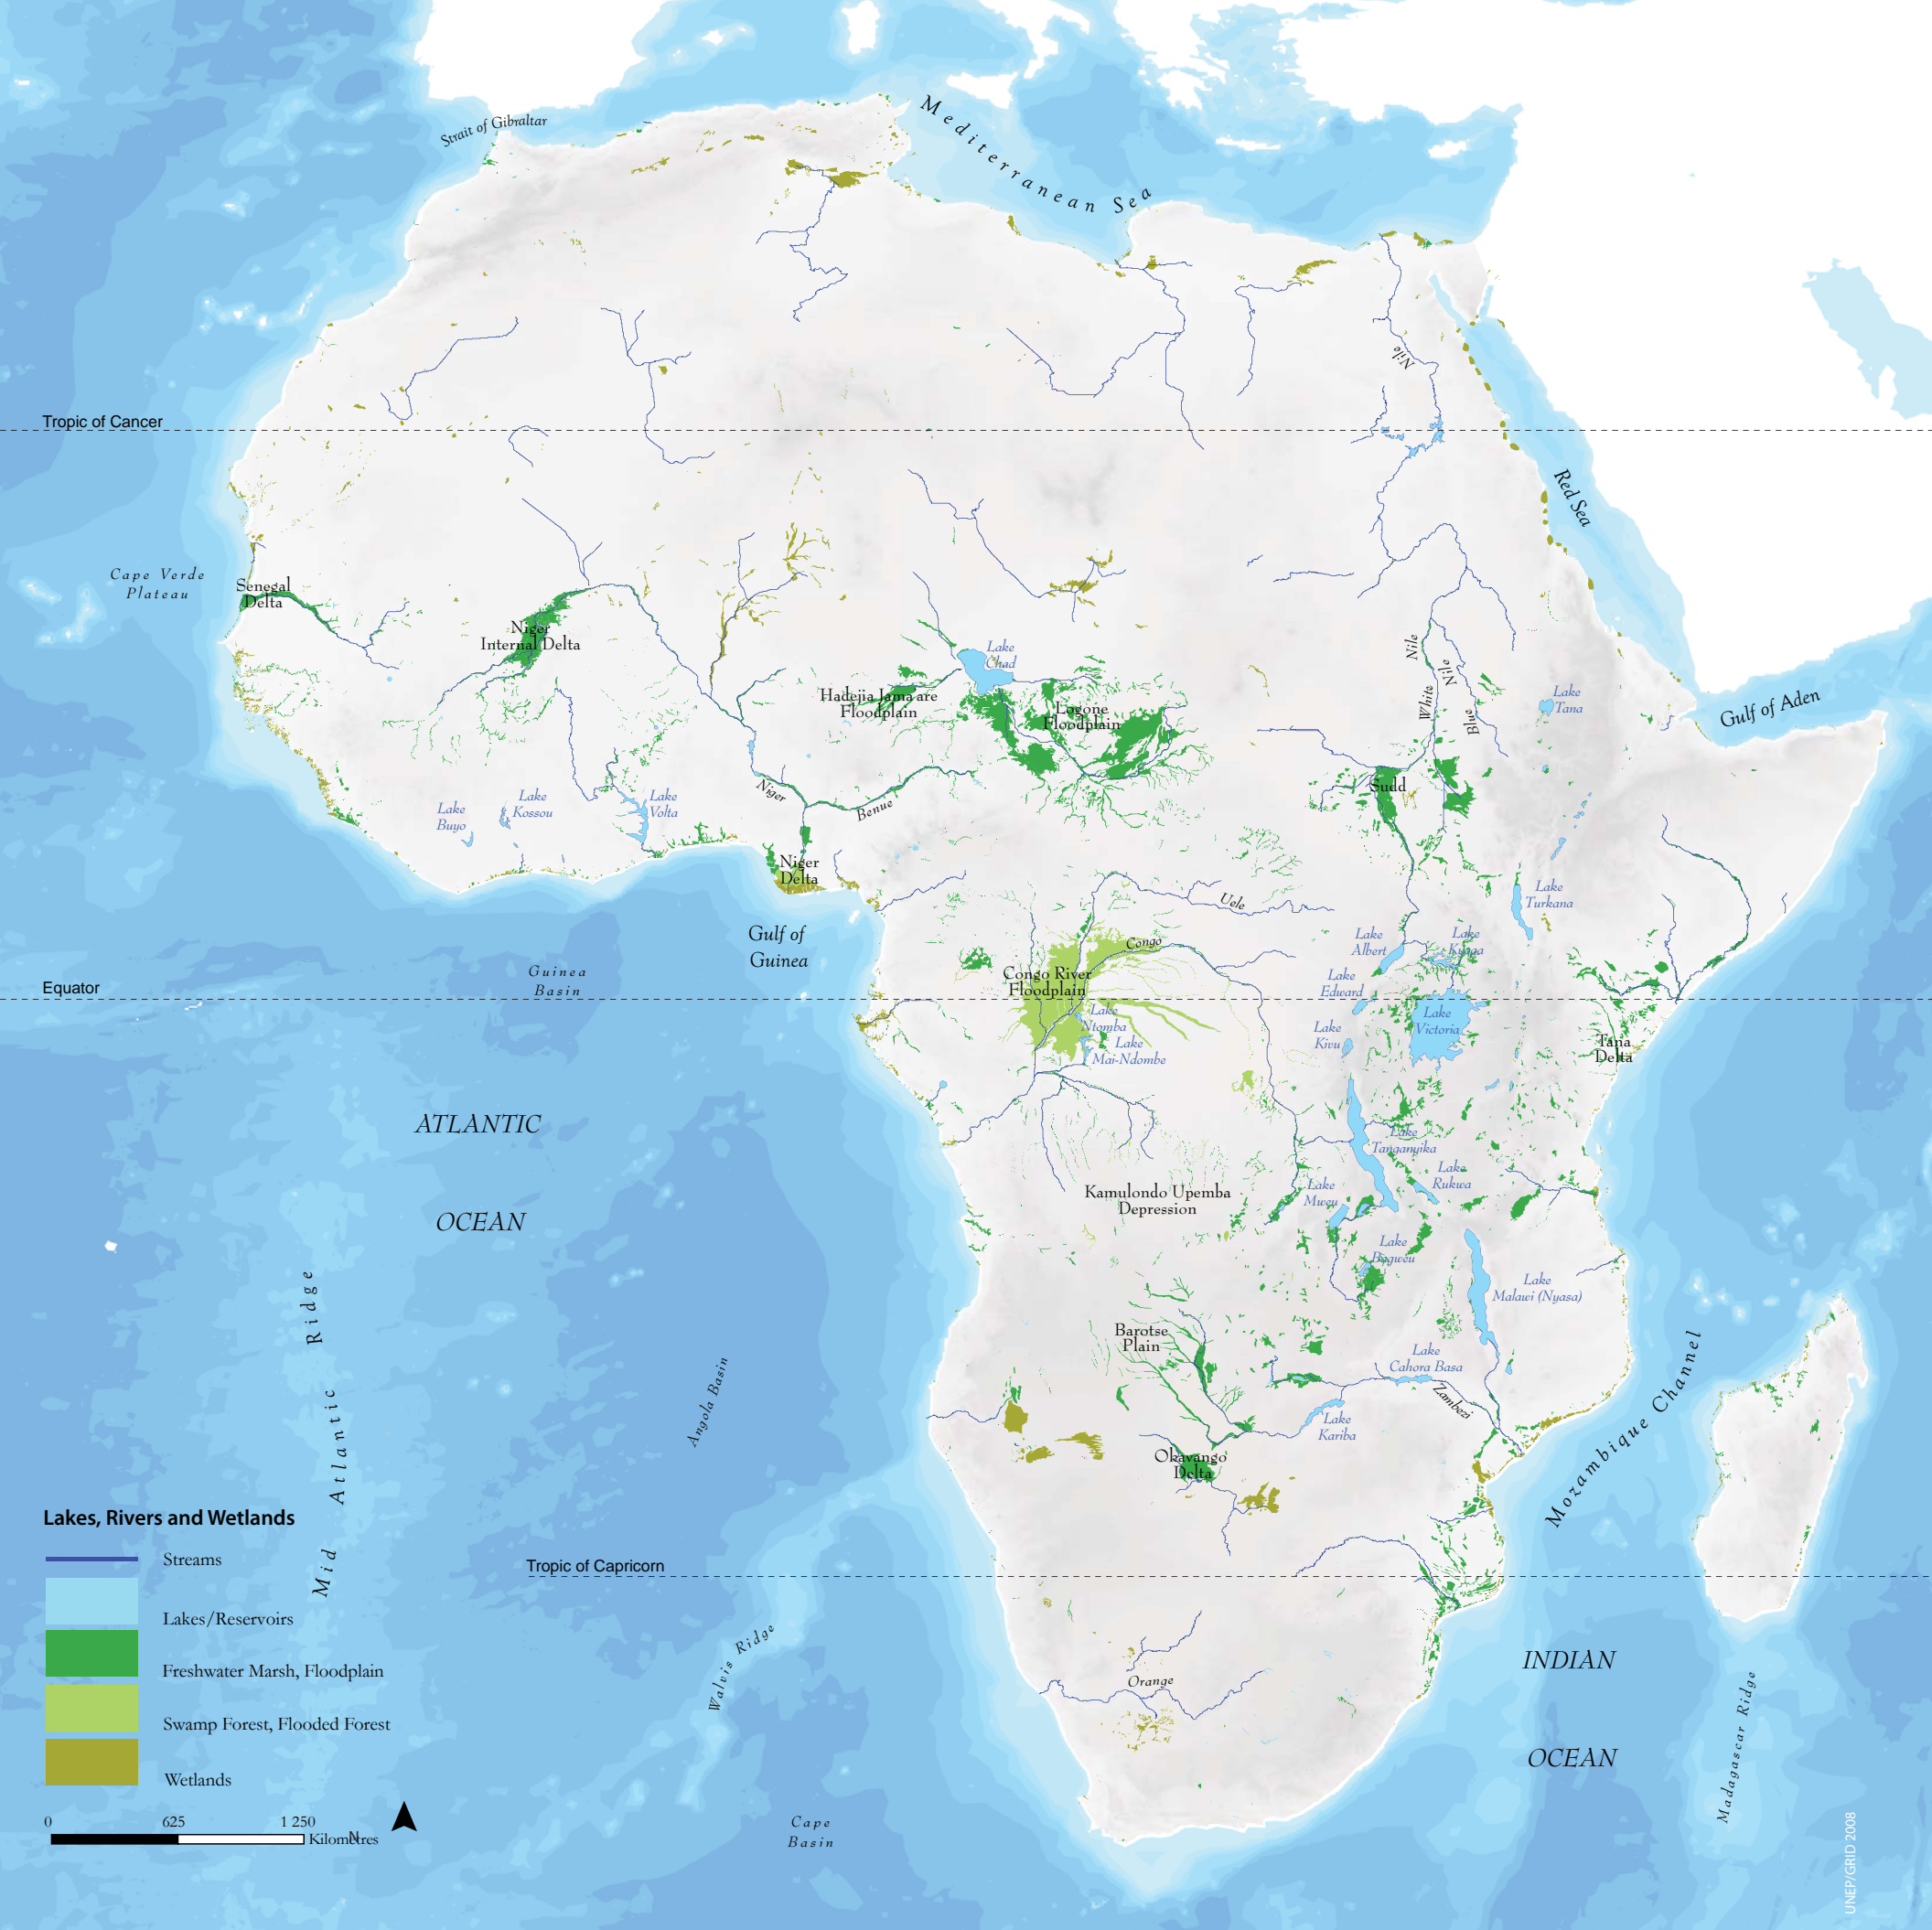 Strait of Gibraltar
Mediterranean Sea
Nile
Tropic of Cancer
Red Sea
Cape Verde
Plateau
Senegal
Delta
Niger
Internal Delta
Lake
Chad
Hadejia Jama'are
Floodplain
Logone
Floodplain
White Nile
Blue Nile
Lake
Tana
Gulf of Aden
Sudd
Niger
Benue
Lake
Buyo
Lake
Kossou
Lake
Volta
Niger
Delta
Uele
Lake
Turkana
Gulf of
Guinea
Congo
Lake
Albert
Lake
Kyoga
Guinea
Basin
Congo River
Floodplain
Lake
Edward
Equator
Lake
Ntomba
Lake
Mai-Ndombe
Lake
Kivu
Lake
Victoria
Tana
Delta
ATLANTIC
OCEAN
Lake
Tanganyika
Lake
Rukwa
Kamulondo Upemba
Depression
Lake
Mweu
Lake
Bagweu
Lake
Malawi (Nyasa)
Barotse
Plain
Lake
Cahora Basa
Zambezi
Lake
Kariba
Okavango
Delta
Mozambique Channel
Mid Atlantic Ridge
Angola Basin
Tropic of Capricorn
Walvis Ridge
Orange
INDIAN
OCEAN
Madagascar Ridge
Cape
Basin
Lakes, Rivers and Wetlands
Streams
Lakes/Reservoirs
Freshwater Marsh, Floodplain
Swamp Forest, Flooded Forest
Wetlands
0 625 1 250
Kilometres
N
UNEP/GRID 2008